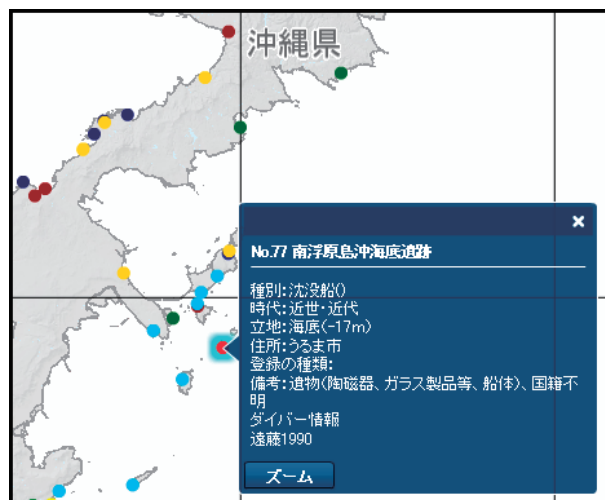 沖縄県
×
No.77 南浮原島沖海底遺跡
種別:沈没船()
時代:近世・近代
立地:海底(-17m)
住所:うるま市
登録の種類:
備考:遺物(陶磁器、ガラス製品等、船体)、国籍不
明
ダイバー情報
遠藤1990
ズーム